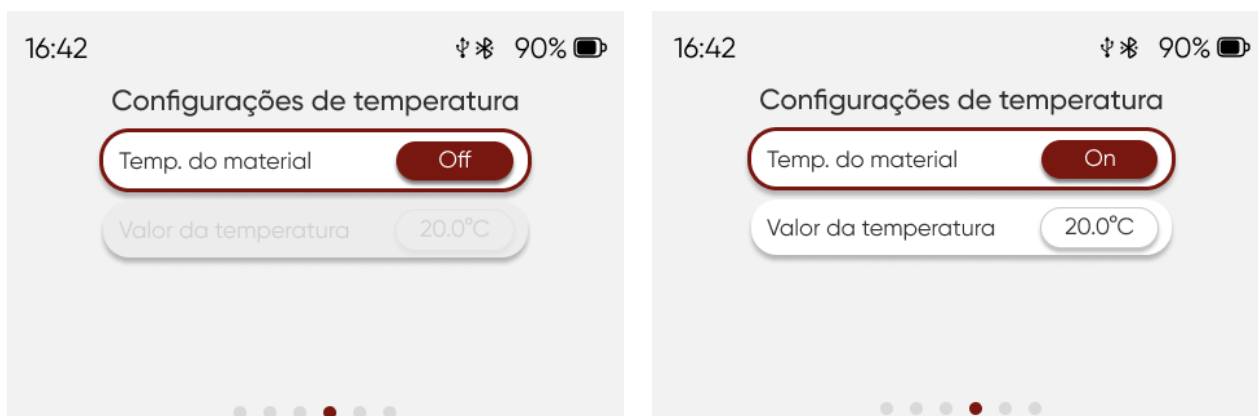 16:42 90%
Configurações de temperatura
Temp. do material Off
Valor da temperatura 20.0°C
16:42 90%
Configurações de temperatura
Temp. do material On
Valor da temperatura 20.0°C